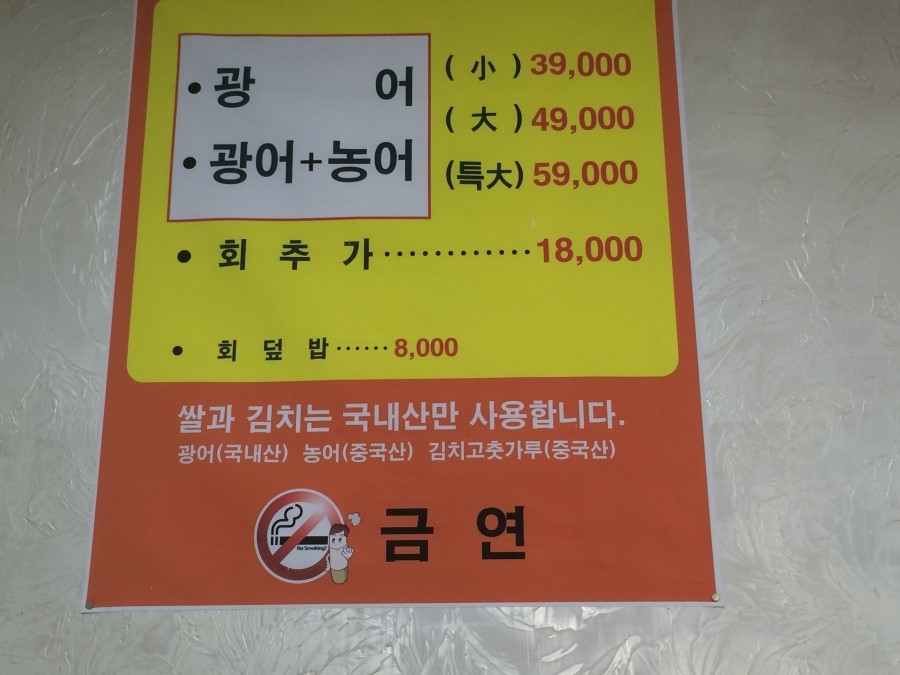 • 광 어 (小) 39,000
(大) 49,000
• 광어+농어 (특大) 59,000
• 회 추 가 ············ 18,000
• 회 덮 밥 ······ 8,000
쌀과 김치는 국내산만 사용합니다.
광어(국내산) 농어(중국산) 김치고춧가루(중국산)
No Smoking!
금 연